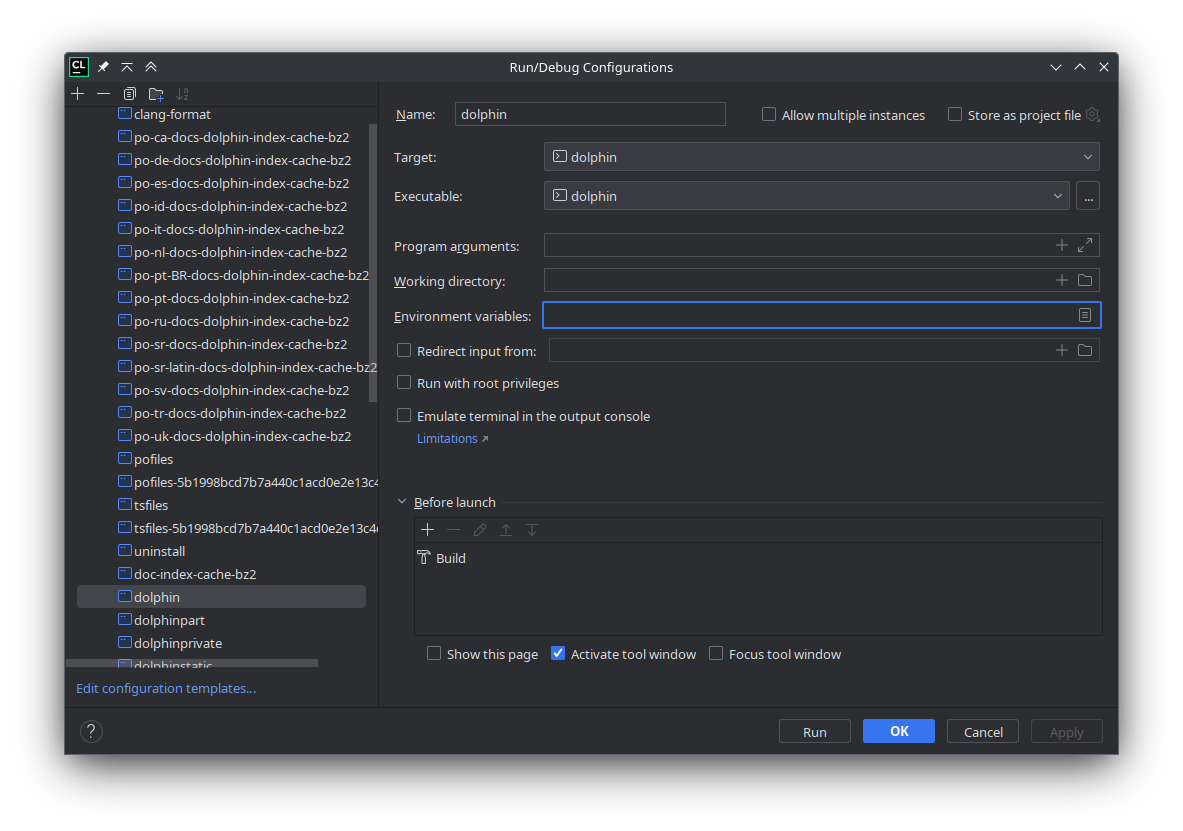 CL
Run/Debug Configurations
clang-format
po-ca-docs-dolphin-index-cache-bz2
po-de-docs-dolphin-index-cache-bz2
po-es-docs-dolphin-index-cache-bz2
po-id-docs-dolphin-index-cache-bz2
po-it-docs-dolphin-index-cache-bz2
po-nl-docs-dolphin-index-cache-bz2
po-pt-BR-docs-dolphin-index-cache-bz2
po-pt-docs-dolphin-index-cache-bz2
po-ru-docs-dolphin-index-cache-bz2
po-sr-docs-dolphin-index-cache-bz2
po-sr-latin-docs-dolphin-index-cache-bz2
po-sv-docs-dolphin-index-cache-bz2
po-tr-docs-dolphin-index-cache-bz2
po-uk-docs-dolphin-index-cache-bz2
pofiles
pofiles-5b1998bcd7b7a440c1acd0e2e13c4
tsfiles
tsfiles-5b1998bcd7b7a440c1acd0e2e13c4
uninstall
doc-index-cache-bz2
dolphin
dolphinpart
dolphinprivate
dolphinstatic
Edit configuration templates...
Name: dolphin Allow multiple instances Store as project file
Target: dolphin
Executable: dolphin ...
Program arguments:
Working directory:
Environment variables:
Redirect input from:
Run with root privileges
Emulate terminal in the output console
Limitations
Before launch
Build
Show this page Activate tool window Focus tool window
? Run OK Cancel Apply